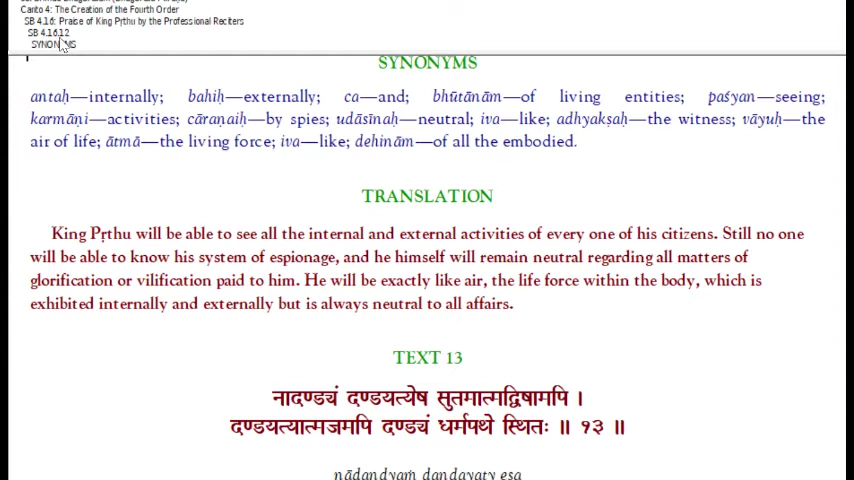 Canto 4: The Creation of the Fourth Order
SB 4.16: Praise of King Pṛthu by the Professional Reciters
SB 4.16.12
SYNONYMS
SYNONYMS
antaḥ—internally; bahiḥ—externally; ca—and; bhūtānām—of living entities; paśyan—seeing;
karmāṇi—activities; cāraṇaiḥ—by spies; udāsīnaḥ—neutral; iva—like; adhyakṣaḥ—the witness; vāyuḥ—the
air of life; ātmā—the living force; iva—like; dehinām—of all the embodied.
TRANSLATION
King Pṛthu will be able to see all the internal and external activities of every one of his citizens. Still no one
will be able to know his system of espionage, and he himself will remain neutral regarding all matters of
glorification or vilification paid to him. He will be exactly like air, the life force within the body, which is
exhibited internally and externally but is always neutral to all affairs.
TEXT 13
नादण्ड्यं दण्डयत्येष सुतमात्मद्विषामपि ।
दण्डयत्यात्मजमपि दण्ड्यं धर्मपथे स्थितः ॥ १३ ॥
nādaṇḍyaṁ daṇḍayaty eṣa